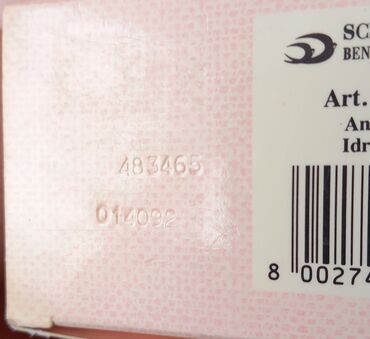 SC
BEN
Art.
An
Idr
483465
014092
8 00274